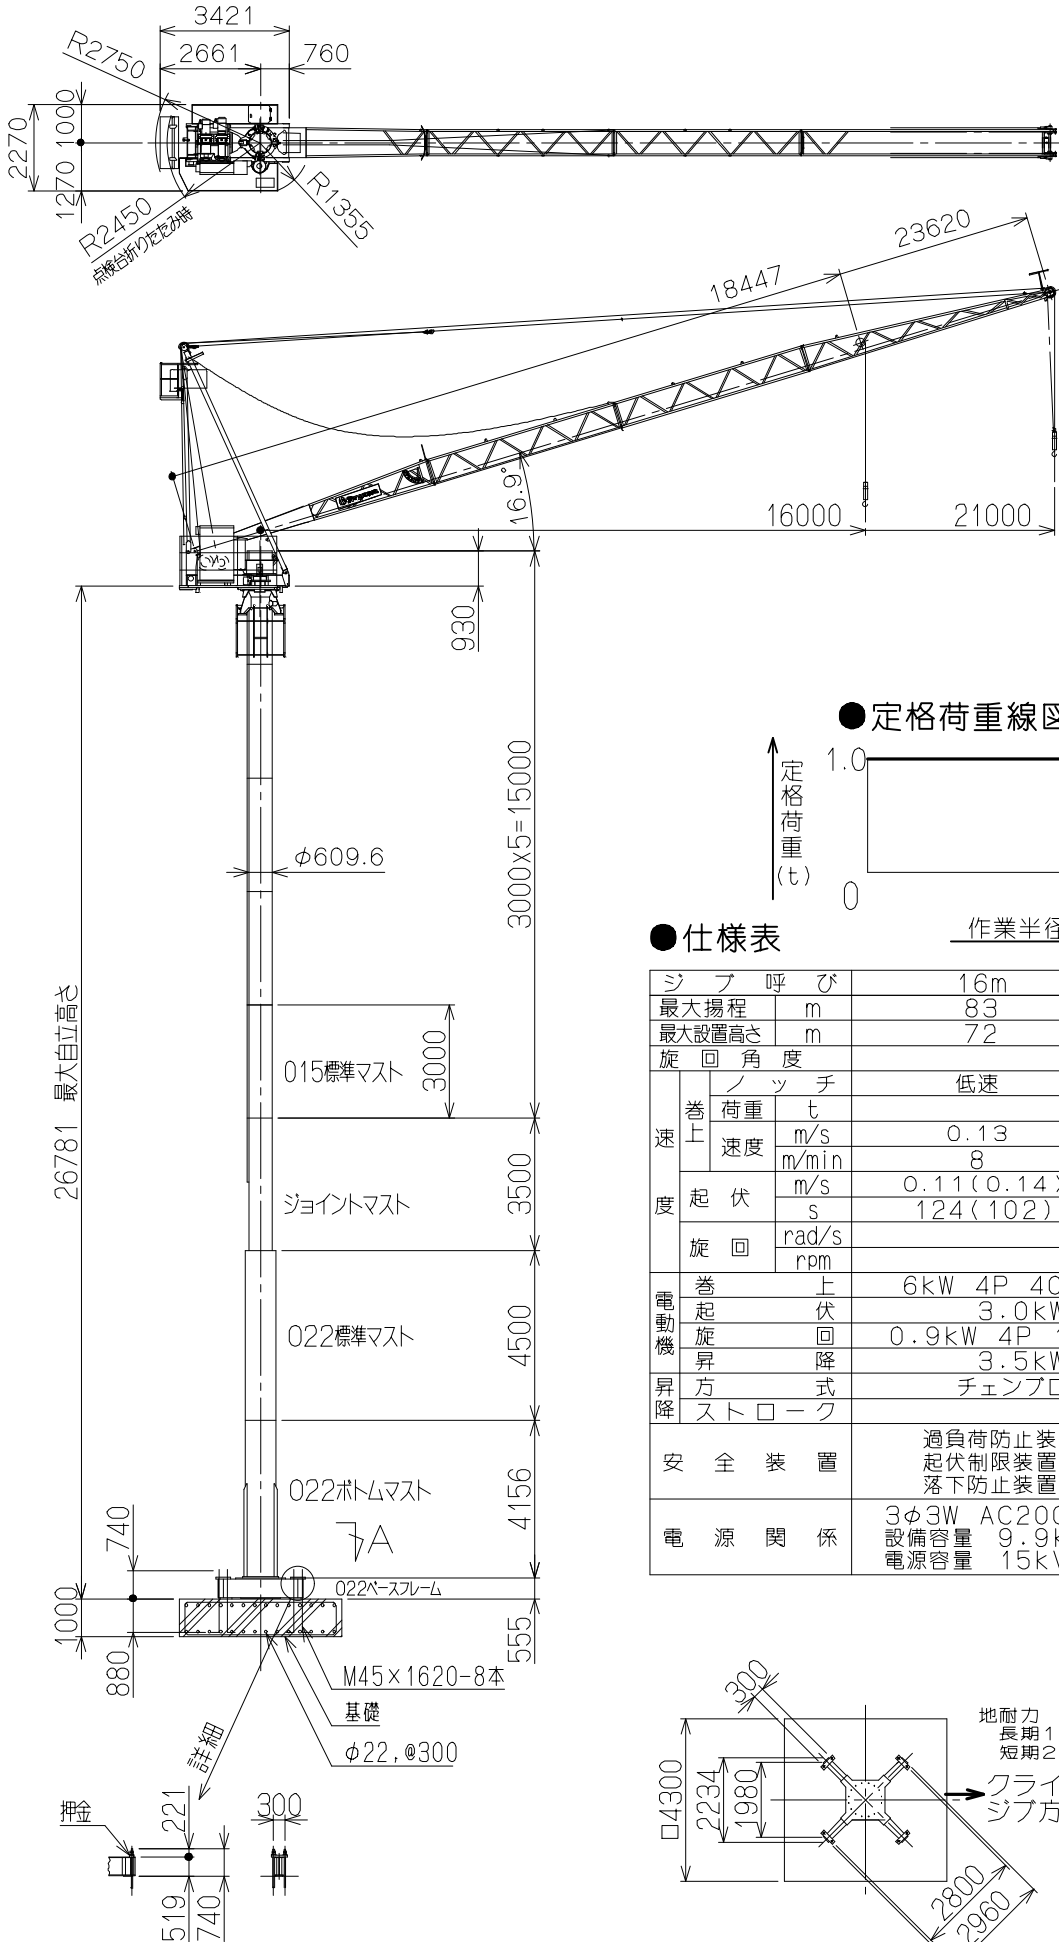 3421
2661
760
R2750
2270
1000
1270
R2450
点検台折りたたみ時
R1355
23620
18447
16.9°
16000
21000
930
●定格荷重線図
1.0
定格荷重(t)
0
作業半径
3000x5=15000
φ609.6
26781 最大自立高さ
015標準マスト
3000
ジョイントマスト
3500
022標準マスト
4500
022ボトムマスト
4156
A
740
022ベースフレーム
1000
880
555
M45×1620-8本
基礎
φ22,@300
詳細
押金
221
300
519
740
●仕様表
ジブ呼び 16m
最大揚程 m 83
最大設置高さ m 72
旋回角度
速度 巻上 ノッチ 低速
荷重 t
速度 m/s 0.13
m/min 8
起伏 m/s 0.11(0.14)
s 124(102)
旋回 rad/s
rpm
電動機 巻上 6kW 4P 40
起伏 3.0kW
旋回 0.9kW 4P
昇降 3.5kW
昇降 方式 チェンブロ
ストローク
安全装置 過負荷防止装
起伏制限装置
落下防止装置
電源関係 3φ3W AC200
設備容量 9.9k
電源容量 15kV
300
地耐力
長期1
短期2
□4300
2234
1980
クライ
ジブ方
2800
2960